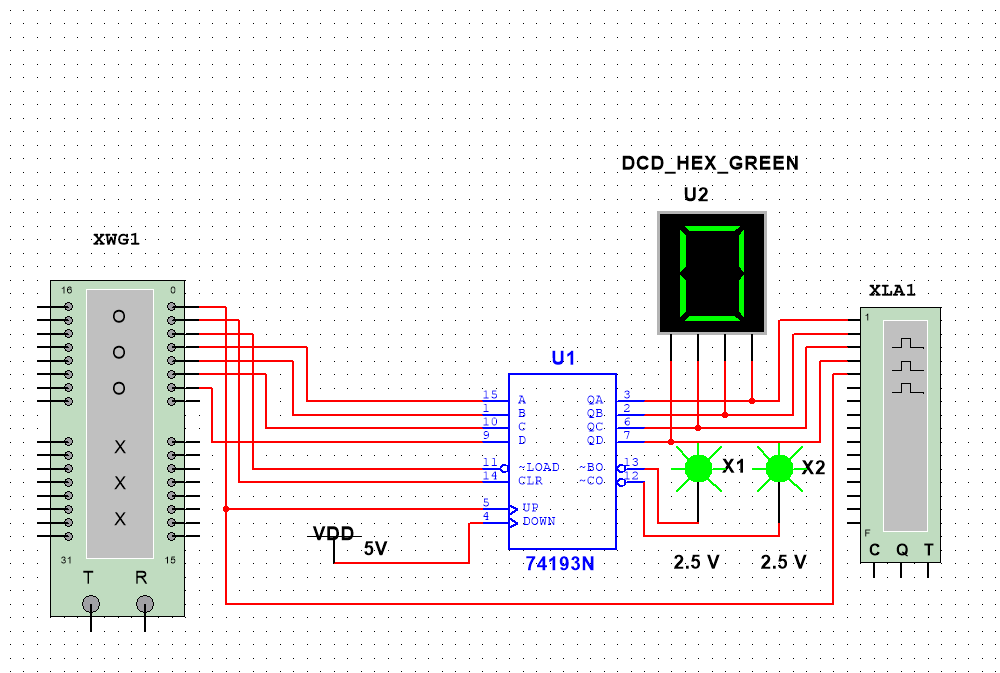 DCD_HEX_GREEN
U2
XWG1
XLA1
16 0
O
O
O
X
X
X
31 15
T R
U1
15 A QA 3
1 B QB 2
10 C QC 6
9 D QD 7
11 ~LOAD ~BO 13
14 CLR ~CO 12
5 UP
4 DOWN
74193N
VDD
5V
X1
X2
2.5 V
2.5 V
1
F
C Q T